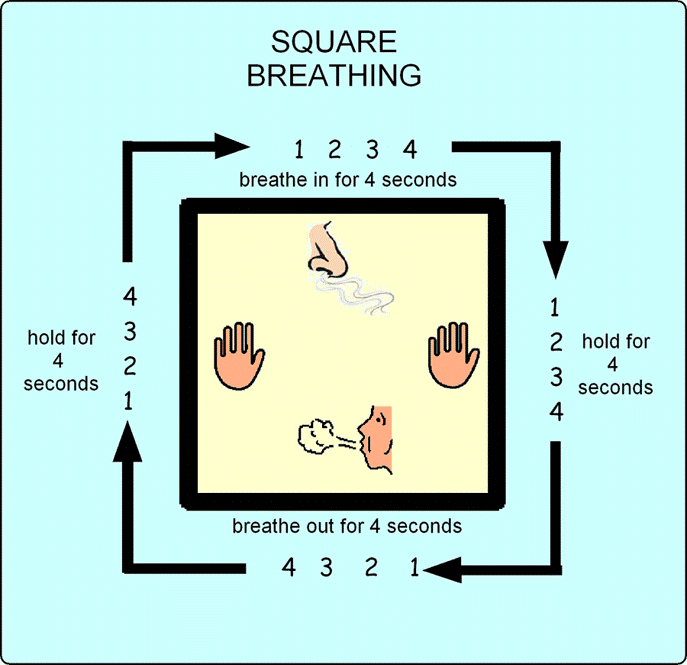 SQUARE
BREATHING
1 2 3 4
breathe in for 4 seconds
1
2
3
4
hold for
4
seconds
breathe out for 4 seconds
4 3 2 1
4
3
2
1
hold for
4
seconds